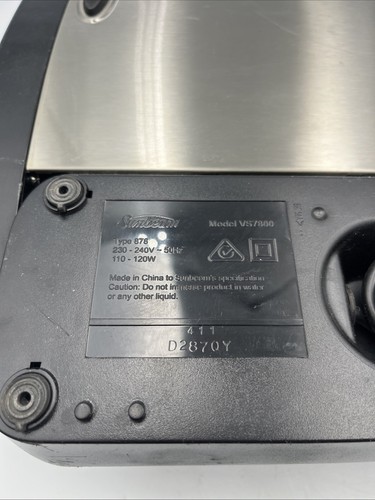 Sunbeam
Model VS7800
Type 678
230 - 240V ~ 50Hz
110 - 120W
Made in China to Sunbeam's specification
Caution: Do not immerse product in water
or any other liquid.
411
D2870Y